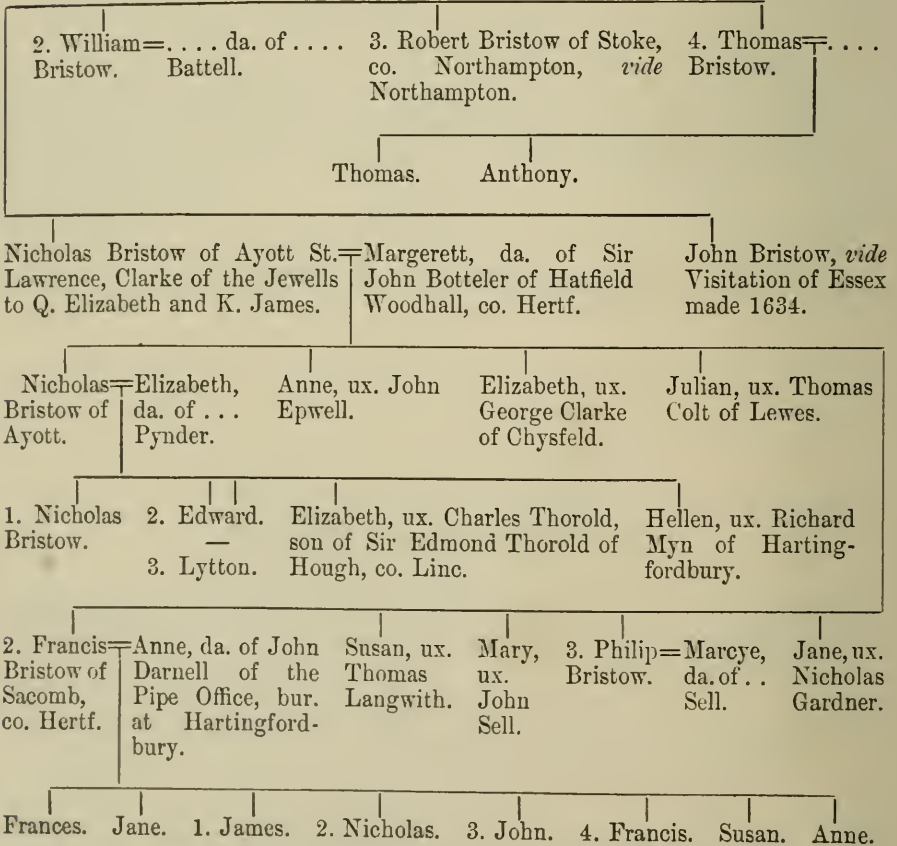 2. William=. . . . da. of . . . .
Bristow. Battell.
3. Robert Bristow of Stoke,
co. Northampton, vide
Northampton.
4. Thomas=. . . .
Bristow.
Thomas. Anthony.
Nicholas Bristow of Ayott St.=
Lawrence, Clarke of the Jewells
to Q. Elizabeth and K. James.
Margerett, da. of Sir
John Botteler of Hatfield
Woodhall, co. Hertf.
John Bristow, vide
Visitation of Essex
made 1634.
Nicholas=
Bristow of
Ayott.
Elizabeth,
da. of . . .
Pynder.
Anne, ux. John
Epwell.
Elizabeth, ux.
George Clarke
of Chysfeld.
Julian, ux. Thomas
Colt of Lewes.
1. Nicholas
Bristow.
2. Edward.
—
3. Lytton.
Elizabeth, ux. Charles Thorold,
son of Sir Edmond Thorold of
Hough, co. Linc.
Hellen, ux. Richard
Myn of Harting-
fordbury.
2. Francis=
Bristow of
Sacomb,
co. Hertf.
Anne, da. of John
Darnell of the
Pipe Office, bur.
at Hartingford-
bury.
Susan, ux.
Thomas
Langwith.
Mary,
ux.
John
Sell.
3. Philip=
Bristow.
Marcye,
da. of . .
Sell.
Jane, ux.
Nicholas
Gardner.
Frances. Jane. 1. James. 2. Nicholas. 3. John. 4. Francis. Susan. Anne.